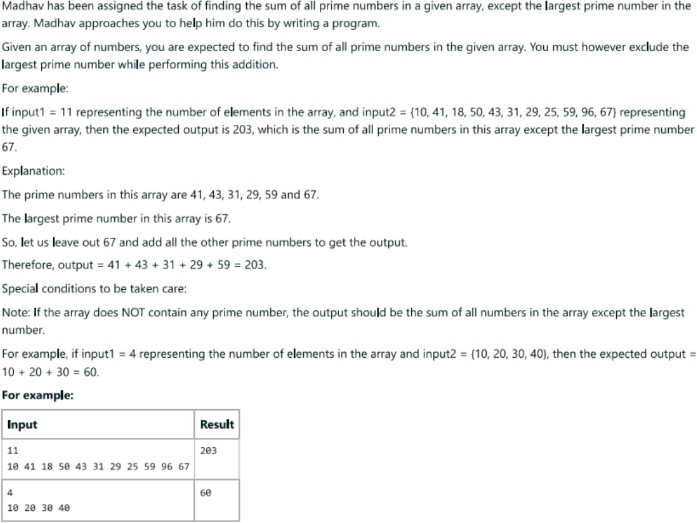 Madhav has been assigned the task of finding the sum of all prime numbers in a given array, except the largest prime number in the
array. Madhav approaches you to help him do this by writing a program.
Given an array of numbers, you are expected to find the sum of all prime numbers in the given array. You must however exclude the
largest prime number while performing this addition.
For example:
If input1 = 11 representing the number of elements in the array, and input2 = {10, 41, 18, 50, 43, 31, 29, 25, 59, 96, 67} representing
the given array, then the expected output is 203, which is the sum of all prime numbers in this array except the largest prime number
67.
Explanation:
The prime numbers in this array are 41, 43, 31, 29, 59 and 67.
The largest prime number in this array is 67.
So, let us leave out 67 and add all the other prime numbers to get the output.
Therefore, output = 41 + 43 + 31 + 29 + 59 = 203.
Special conditions to be taken care:
Note: If the array does NOT contain any prime number, the output should be the sum of all numbers in the array except the largest
number.
For example, if input1 = 4 representing the number of elements in the array and input2 = {10, 20, 30, 40}, then the expected output =
10 + 20 + 30 = 60.
For example:
Input Result
11 203
10 41 18 50 43 31 29 25 59 96 67
4 60
10 20 30 40